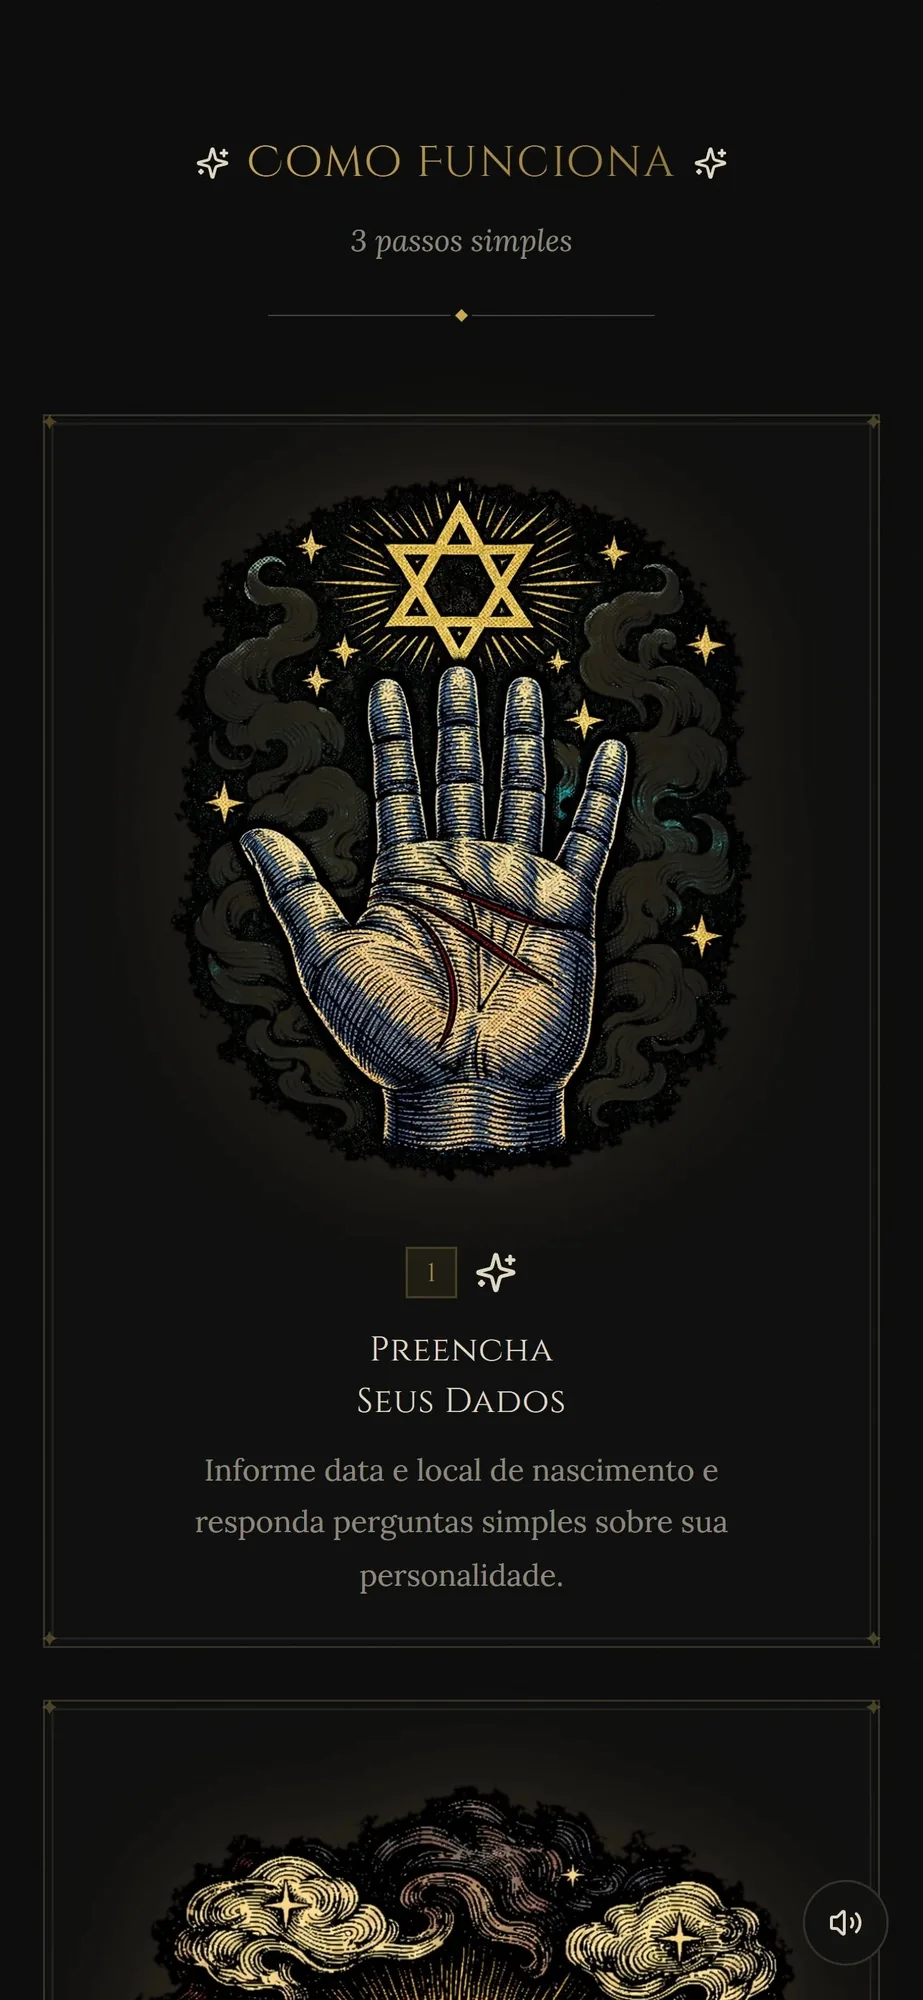 Como Funciona
3 passos simples
1
Preencha
Seus Dados
Informe data e local de nascimento e
responda perguntas simples sobre sua
personalidade.